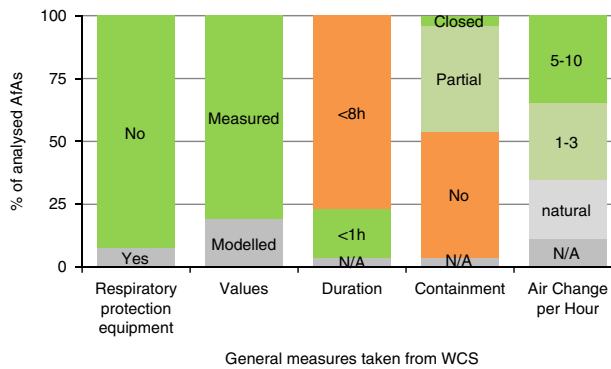 100
75
50
25
0
% of analysed AfAs
No
Yes
Measured
Modelled
<8h
<1h
N/A
Closed
Partial
No
N/A
5-10
1-3
natural
N/A
Respiratory
protection
equipment
Values
Duration
Containment
Air Change
per Hour
General measures taken from WCS